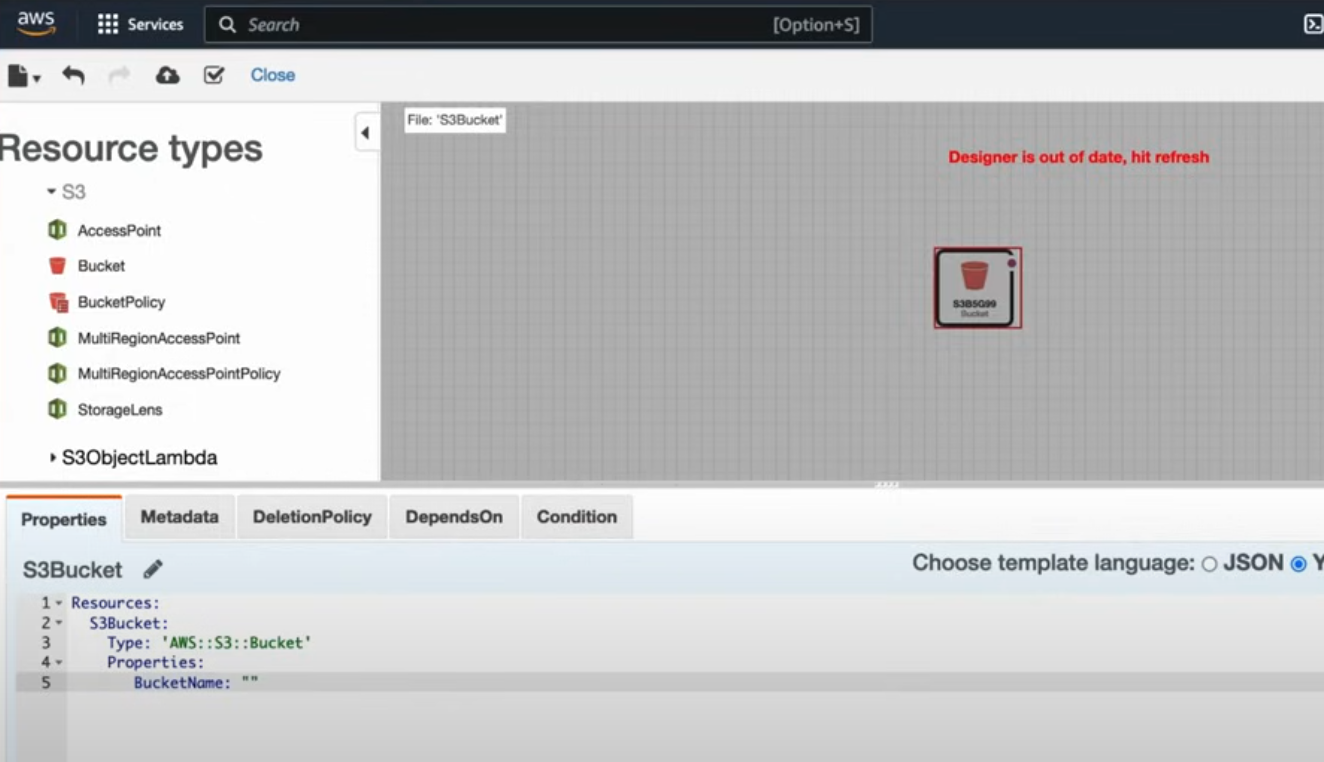 aws Services Search [Option+S]
Close
File: 'S3Bucket'
Resource types
Designer is out of date, hit refresh
S3
AccessPoint
Bucket
BucketPolicy
MultiRegionAccessPoint
MultiRegionAccessPointPolicy
StorageLens
S3ObjectLambda
Bucket
Properties Metadata DeletionPolicy DependsOn Condition
S3Bucket
Choose template language: JSON Y
1 Resources:
2 S3Bucket:
3 Type: 'AWS::S3::Bucket'
4 Properties:
5 BucketName: ""